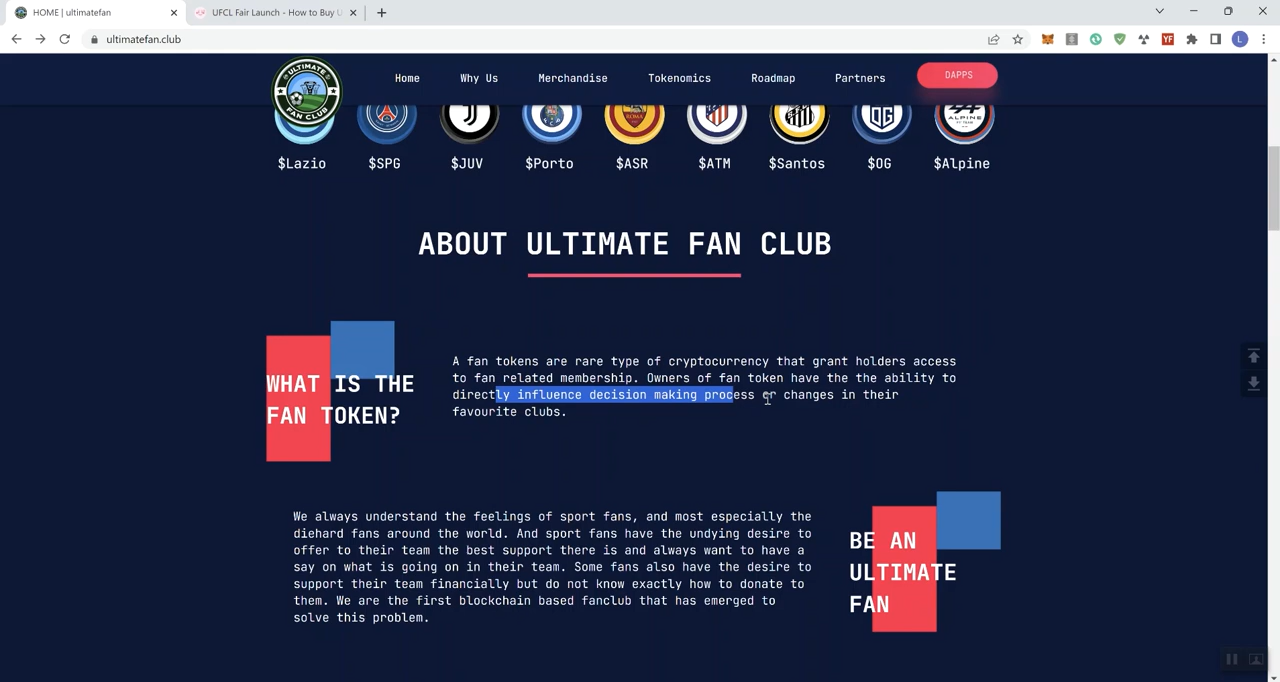 HOME | ultimatefan
UFCL Fair Launch - How to Buy U
ultimatefan.club
YF
L
ULTIMATE
FAN CLUB
Home
Why Us
Merchandise
Tokenomics
Roadmap
Partners
DAPPS
$Lazio
$SPG
$JUV
$Porto
$ASR
$ATM
$Santos
$OG
$Alpine
ABOUT ULTIMATE FAN CLUB
WHAT IS THE
FAN TOKEN?
A fan tokens are rare type of cryptocurrency that grant holders access
to fan related membership. Owners of fan token have the the ability to
directly influence decision making process or changes in their
favourite clubs.
We always understand the feelings of sport fans, and most especially the
diehard fans around the world. And sport fans have the undying desire to
offer to their team the best support there is and always want to have a
say on what is going on in their team. Some fans also have the desire to
support their team financially but do not know exactly how to donate to
them. We are the first blockchain based fanclub that has emerged to
solve this problem.
BE AN
ULTIMATE
FAN